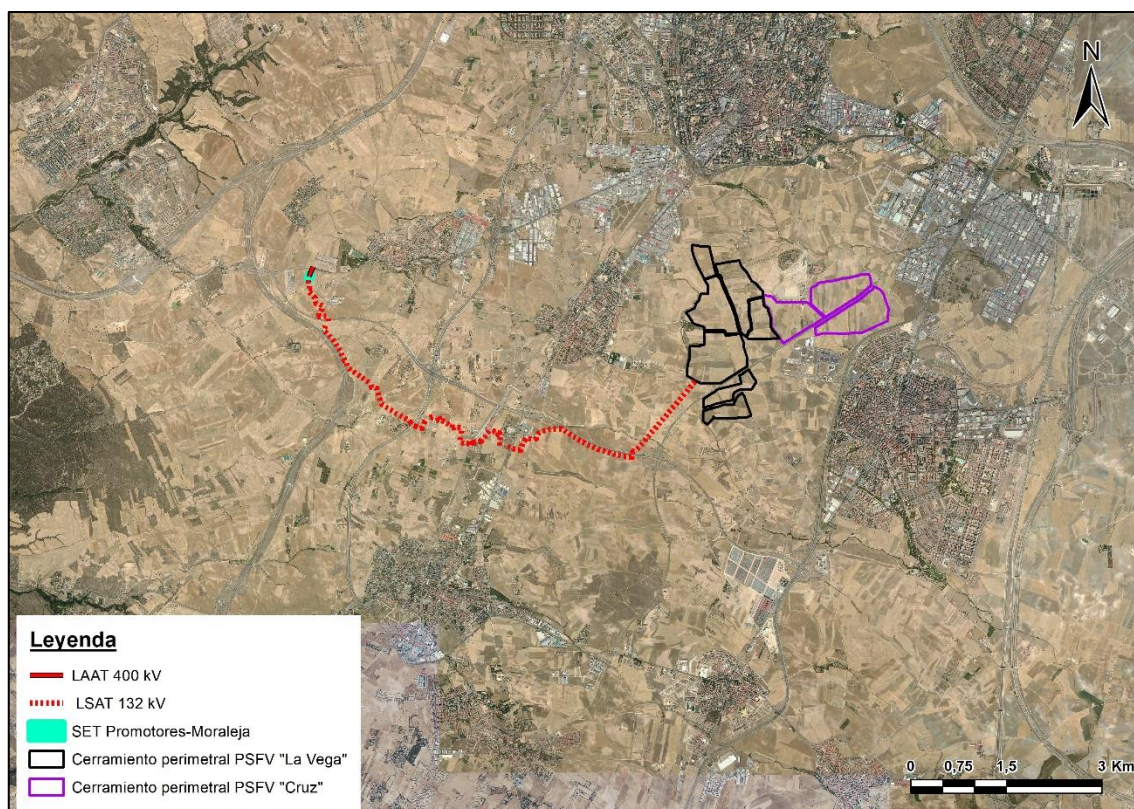 N
Leyenda
LAAT 400 kV
LSAT 132 kV
SET Promotores-Moraleja
Cerramiento perimetral PSFV "La Vega"
Cerramiento perimetral PSFV "Cruz"
0 0,75 1,5 3 Km